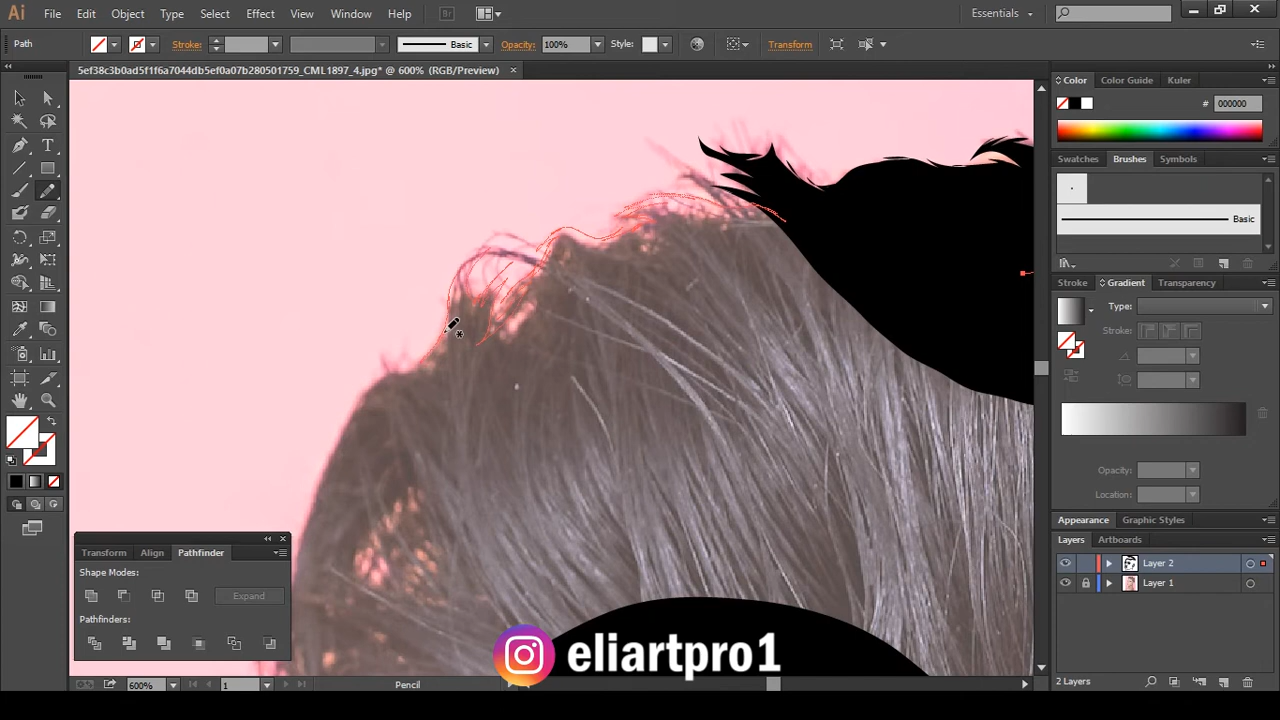 Ai File Edit Object Type Select Effect View Window Help Br Essentials
Path Stroke: Basic Opacity: 100% Style: Transform
5ef38c3b0ad5f1f6a7044db5ef0a07b280501759_CML1897_4.jpg* @ 600% (RGB/Preview)
Color Color Guide Kuler
# 000000
Swatches Brushes Symbols
Basic
Stroke Gradient Transparency
Type:
Stroke:
Opacity:
Location:
Appearance Graphic Styles
Layers Artboards
Layer 2
Layer 1
2 Layers
Transform Align Pathfinder
Shape Modes:
Expand
Pathfinders:
eliartpro1
600% 1 Pencil